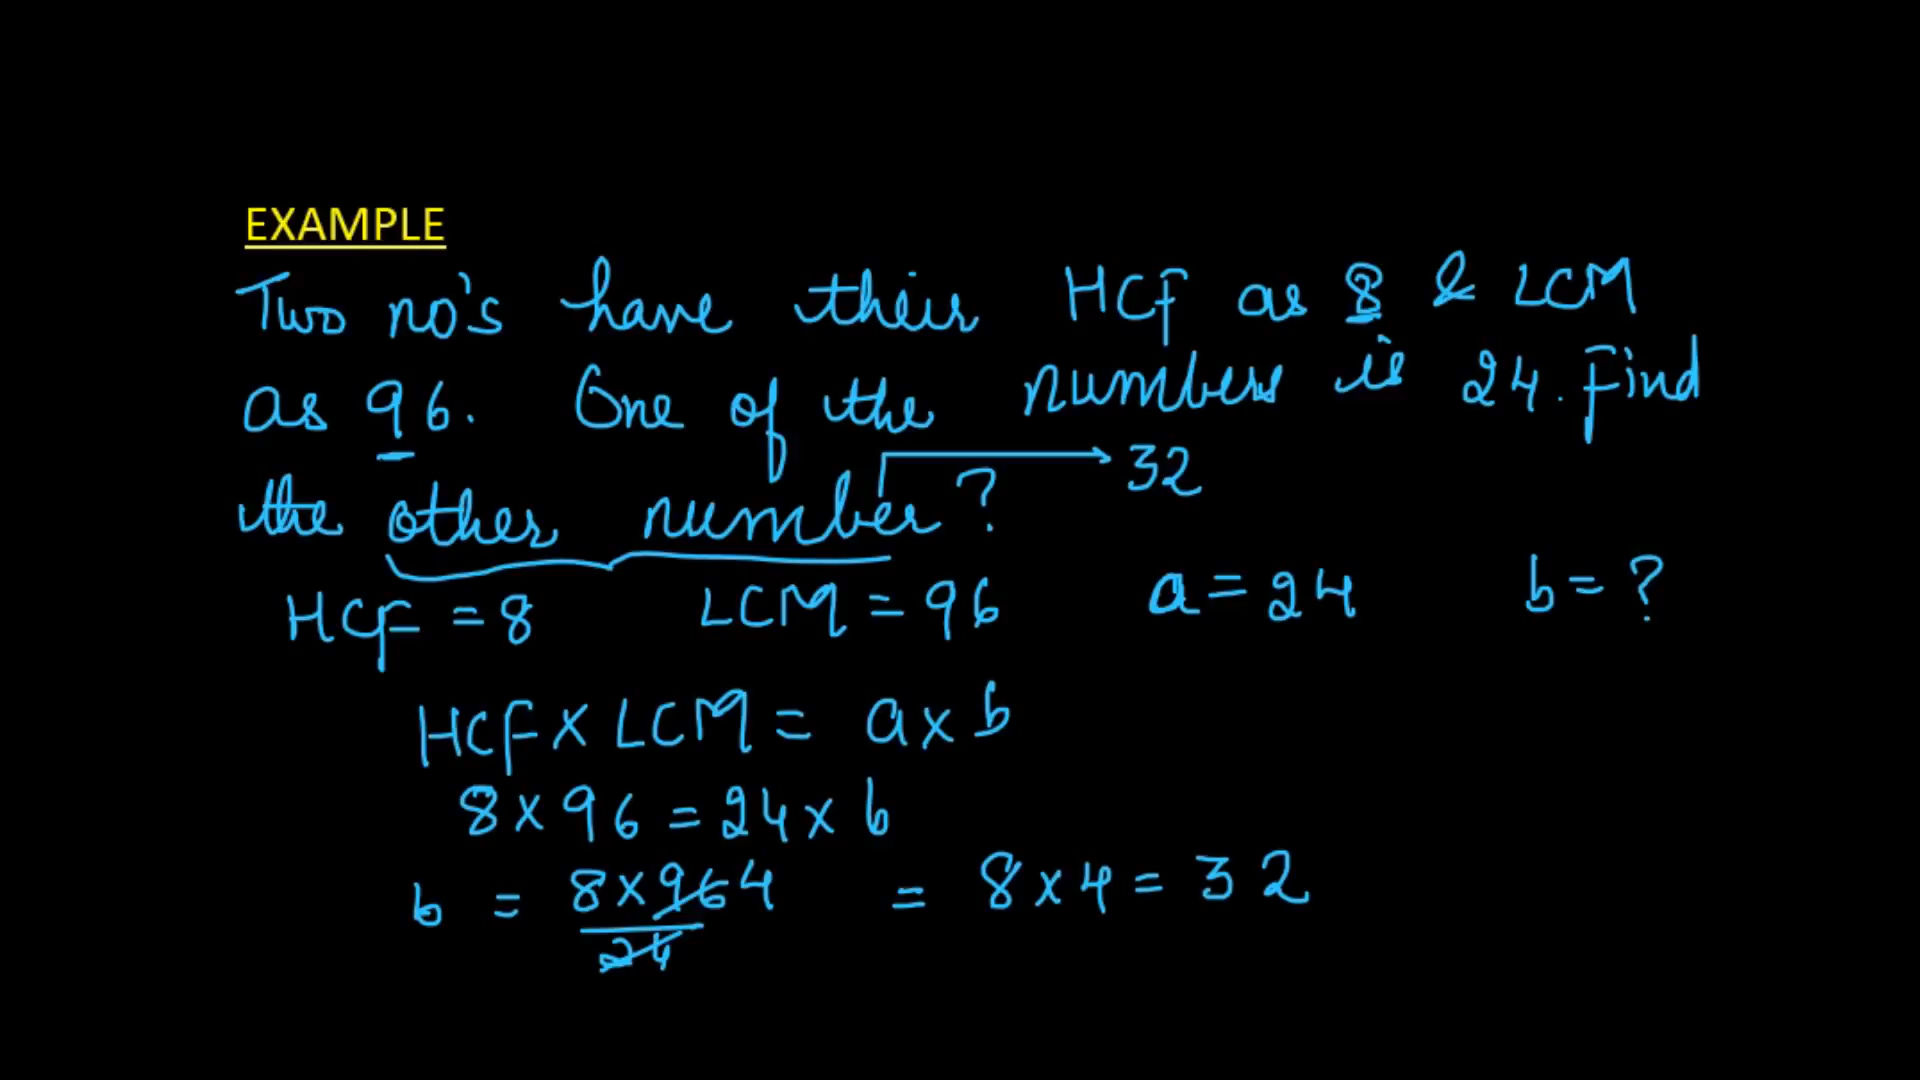 EXAMPLE
Two no's have their HCF as 8 & LCM
as 96. One of the numbers is 24. Find
the other number? → 32
HCF = 8 LCM = 96 a = 24 b = ?
HCF X LCM = a x b
8 x 96 = 24 x b
b = 8 x 96 4 = 8 x 4 = 32
24